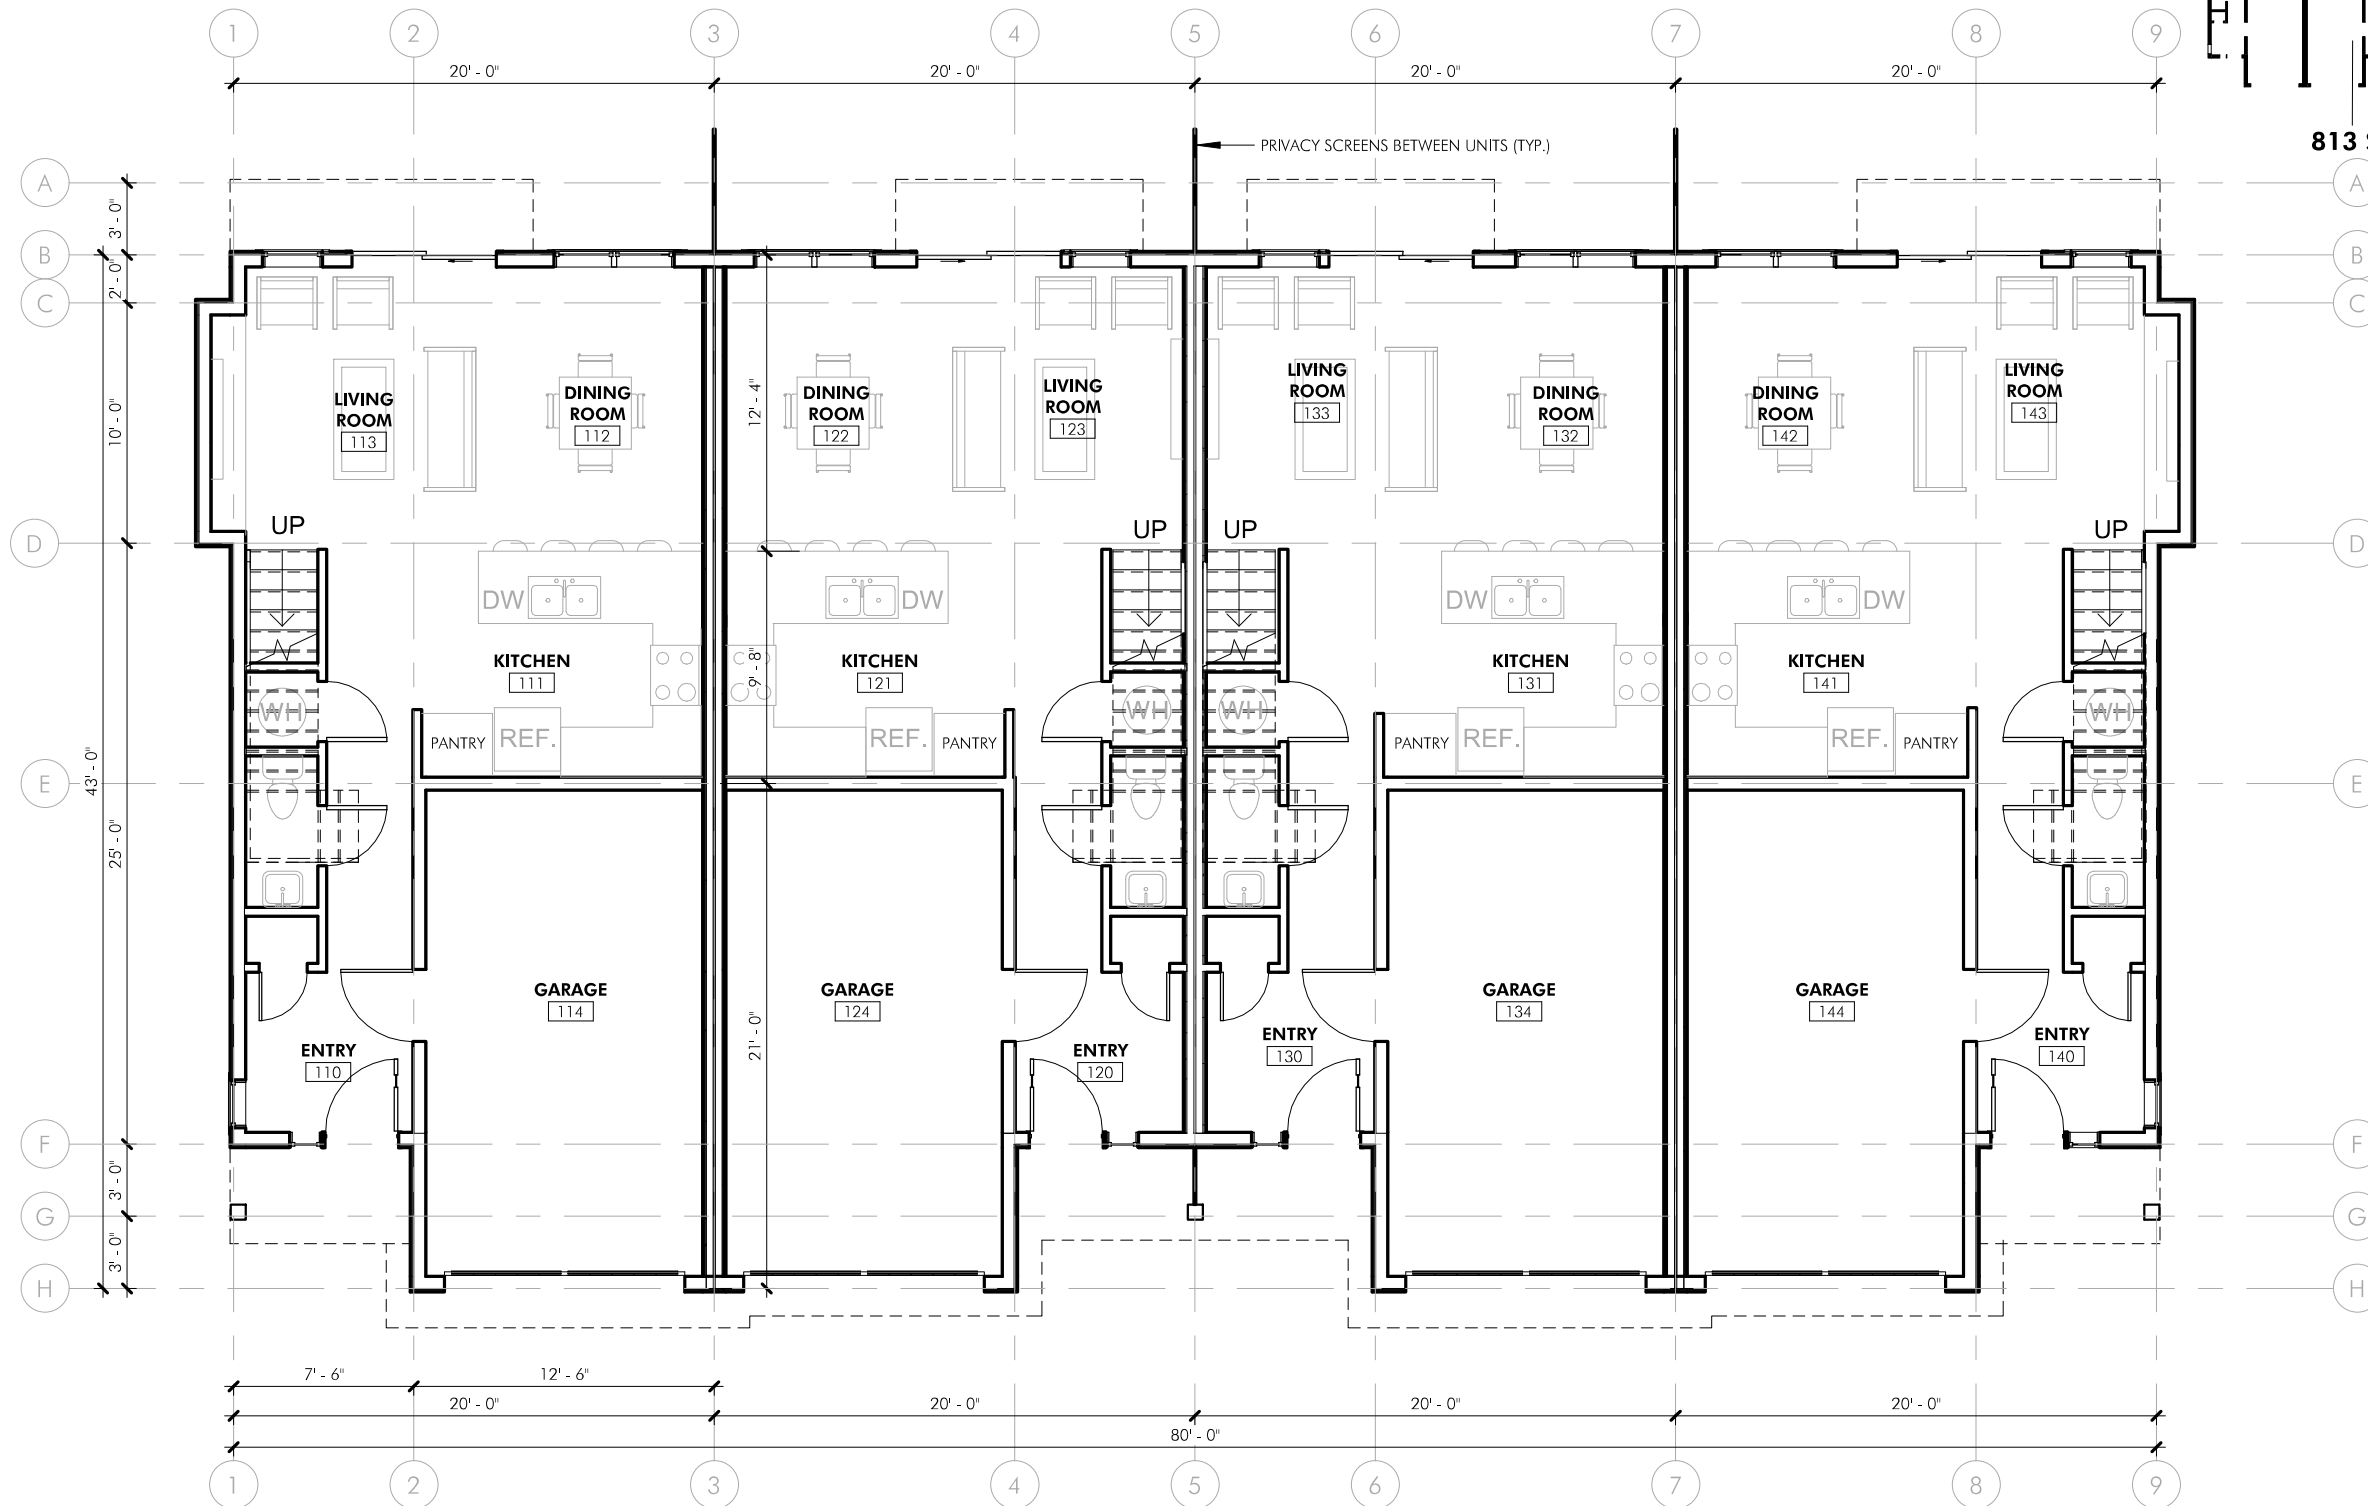 1 2 3 4 5 6 7 8 9
20' - 0" 20' - 0" 20' - 0" 20' - 0"
PRIVACY SCREENS BETWEEN UNITS (TYP.)
813
A A
3' - 0"
B B
2' - 0"
C C
LIVING
ROOM
113
DINING
ROOM
112
12' - 4"
DINING
ROOM
122
LIVING
ROOM
123
LIVING
ROOM
133
DINING
ROOM
132
DINING
ROOM
142
LIVING
ROOM
143
10' - 0"
UP UP UP UP
D D
DW DW DW DW
KITCHEN
111
9' - 8"
KITCHEN
121
KITCHEN
131
KITCHEN
141
WH WH WH WH
PANTRY REF. REF. PANTRY PANTRY REF. REF. PANTRY
43' - 0"
E E
25' - 0"
GARAGE
114
GARAGE
124
GARAGE
134
GARAGE
144
21' - 0"
ENTRY
110
ENTRY
120
ENTRY
130
ENTRY
140
F F
3' - 0"
G G
3' - 0"
H H
7' - 6" 12' - 6"
20' - 0" 20' - 0" 20' - 0" 20' - 0"
80' - 0"
1 2 3 4 5 6 7 8 9